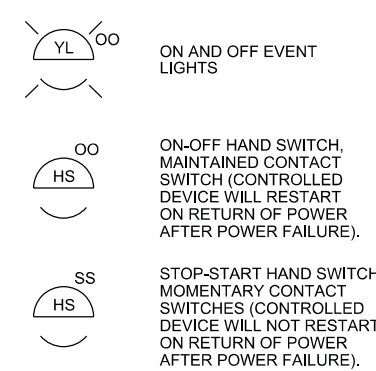 YL OO
ON AND OFF EVENT
LIGHTS
OO
HS
ON-OFF HAND SWITCH,
MAINTAINED CONTACT
SWITCH (CONTROLLED
DEVICE WILL RESTART
ON RETURN OF POWER
AFTER POWER FAILURE).
SS
HS
STOP-START HAND SWITCH
MOMENTARY CONTACT
SWITCHES (CONTROLLED
DEVICE WILL NOT RESTART
ON RETURN OF POWER
AFTER POWER FAILURE).